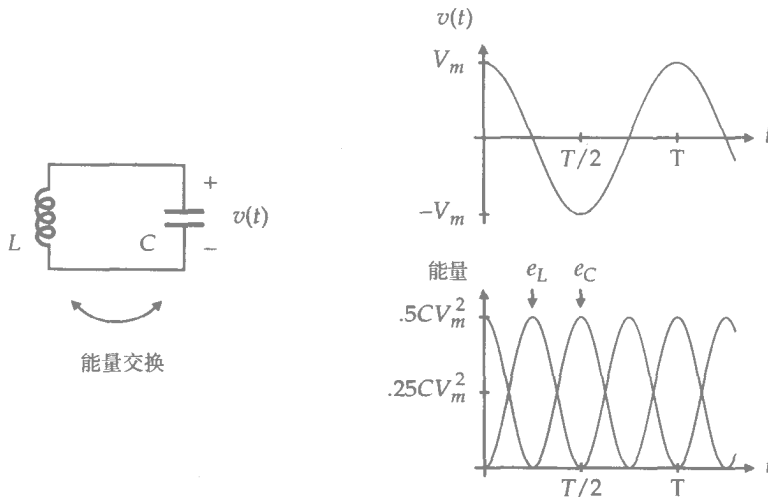 L
C
+
v(t)
−
能量交换
v(t)
V_m
−V_m
T/2
T
t
能量
e_L
e_C
.5CV_m^2
.25CV_m^2
T/2
T
t